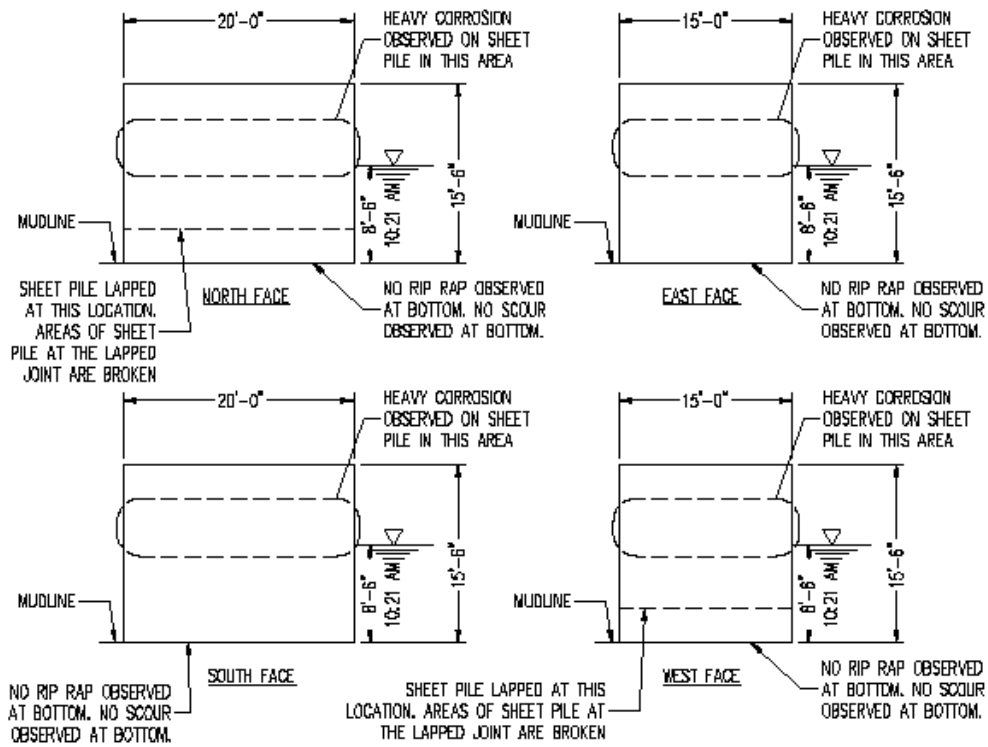 20'-0"
HEAVY CORROSION
OBSERVED ON SHEET
PILE IN THIS AREA
15'-6"
8'-6"
10:21 AM
MUDLINE
SHEET PILE LAPPED
AT THIS LOCATION.
AREAS OF SHEET
PILE AT THE LAPPED
JOINT ARE BROKEN
NORTH FACE
NO RIP RAP OBSERVED
AT BOTTOM. NO SCOUR
OBSERVED AT BOTTOM.
15'-0"
HEAVY CORROSION
OBSERVED ON SHEET
PILE IN THIS AREA
15'-6"
8'-6"
10:21 AM
MUDLINE
EAST FACE
NO RIP RAP OBSERVED
AT BOTTOM. NO SCOUR
OBSERVED AT BOTTOM.
20'-0"
HEAVY CORROSION
OBSERVED ON SHEET
PILE IN THIS AREA
15'-6"
8'-6"
10:21 AM
MUDLINE
SOUTH FACE
NO RIP RAP OBSERVED
AT BOTTOM. NO SCOUR
OBSERVED AT BOTTOM.
15'-0"
HEAVY CORROSION
OBSERVED ON SHEET
PILE IN THIS AREA
15'-6"
8'-6"
10:21 AM
MUDLINE
WEST FACE
SHEET PILE LAPPED AT THIS
LOCATION. AREAS OF SHEET PILE AT
THE LAPPED JOINT ARE BROKEN
NO RIP RAP OBSERVED
AT BOTTOM. NO SCOUR
OBSERVED AT BOTTOM.